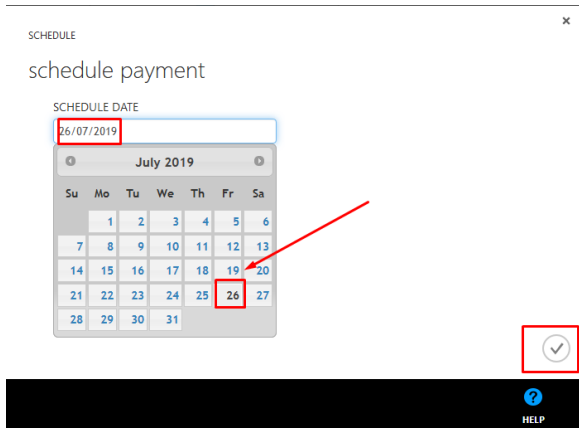 ×
SCHEDULE
schedule payment
SCHEDULE DATE
26/07/2019
July 2019
Su Mo Tu We Th Fr Sa
1 2 3 4 5 6
7 8 9 10 11 12 13
14 15 16 17 18 19 20
21 22 23 24 25 26 27
28 29 30 31
?
HELP